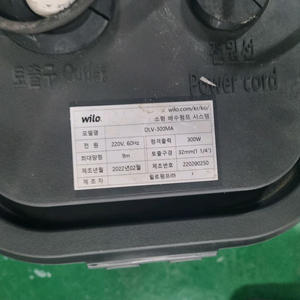 토출구 Outlet
전원선
Power cord
wilo
wilo.com/kr/ko/
소형 배수펌프 시스템
모델명 OLV-300MA
전 원 220V, 60Hz 정격출력 300W
최대양정 9m 토출구경 32mm(1 1/4")
제조년월 2022년02월 제조번호 220200250
제 조 자 윌로펌프㈜